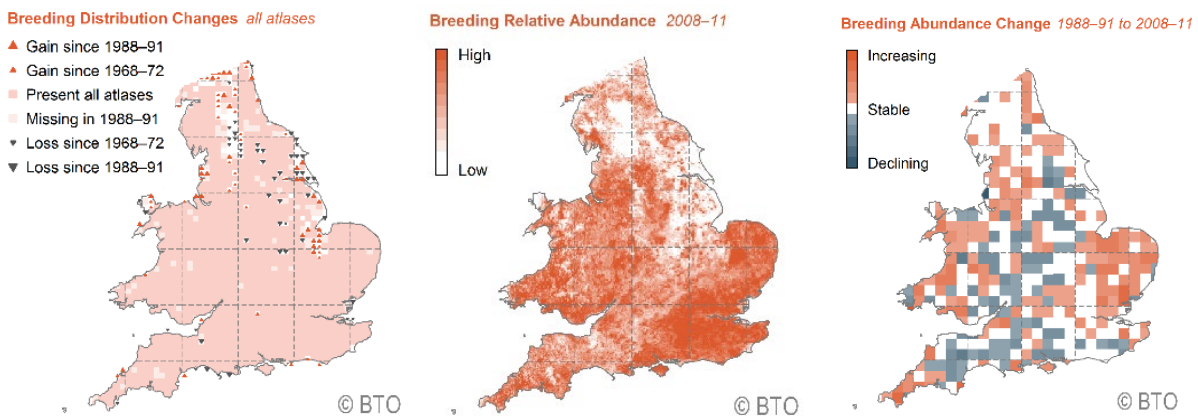 Breeding Distribution Changes all atlases
Gain since 1988–91
Gain since 1968–72
Present all atlases
Missing in 1988–91
Loss since 1968–72
Loss since 1988–91
© BTO
Breeding Relative Abundance 2008–11
High
Low
© BTO
Breeding Abundance Change 1988–91 to 2008–11
Increasing
Stable
Declining
© BTO